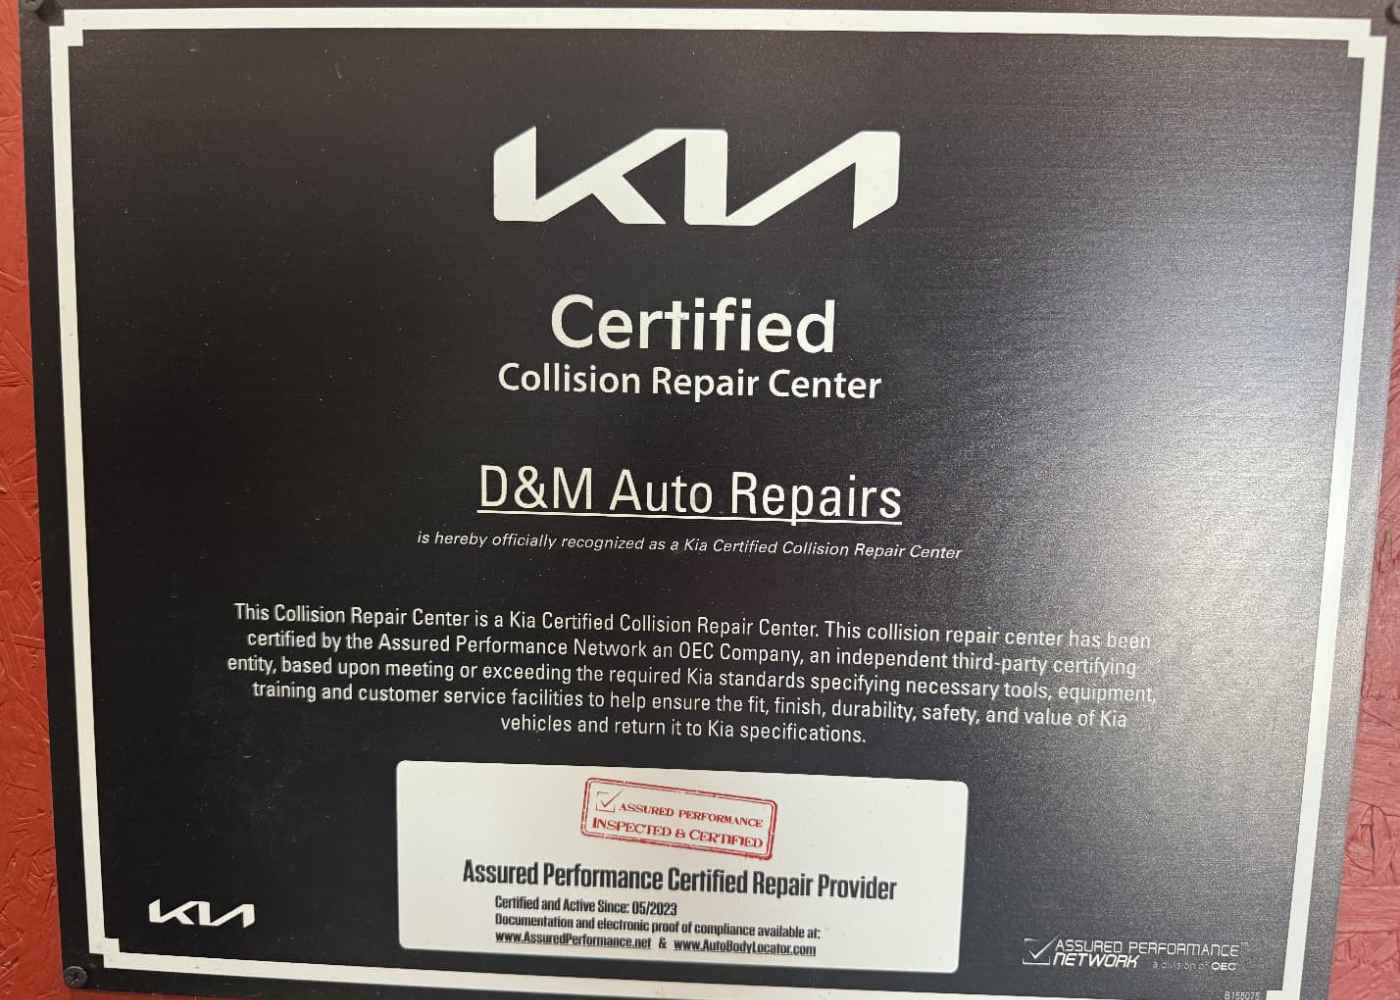 KIA
Certified
Collision Repair Center
D&M Auto Repairs
is hereby officially recognized as a Kia Certified Collision Repair Center
This Collision Repair Center is a Kia Certified Collision Repair Center. This collision repair center has been
certified by the Assured Performance Network an OEC Company, an independent third-party certifying
entity, based upon meeting or exceeding the required Kia standards specifying necessary tools, equipment,
training and customer service facilities to help ensure the fit, finish, durability, safety, and value of Kia
vehicles and return it to Kia specifications.
ASSURED PERFORMANCE
INSPECTED & CERTIFIED
Assured Performance Certified Repair Provider
Certified and Active Since: 05/2023
Documentation and electronic proof of compliance available at:
www.AssuredPerformance.net & www.AutoBodyLocator.com
KIA
ASSURED PERFORMANCE™
NETWORK a division of OEC